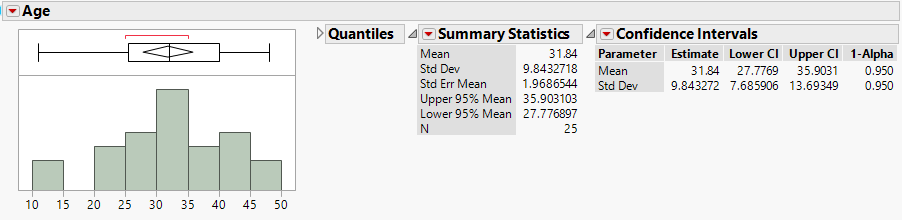 Age
Quantiles
Summary Statistics
Mean 31.84
Std Dev 9.8432718
Std Err Mean 1.9686544
Upper 95% Mean 35.903103
Lower 95% Mean 27.776897
N 25
Confidence Intervals
Parameter Estimate Lower CI Upper CI 1-Alpha
Mean 31.84 27.7769 35.9031 0.950
Std Dev 9.843272 7.685906 13.69349 0.950
10 15 20 25 30 35 40 45 50